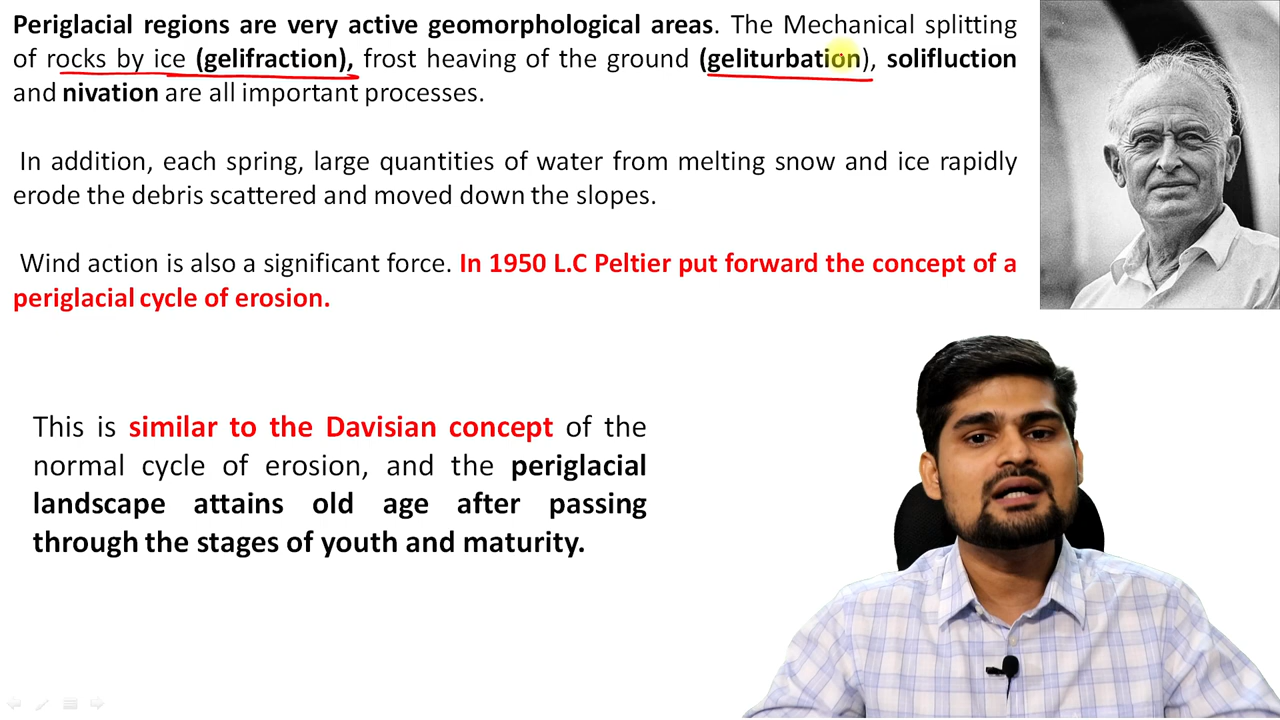 Periglacial regions are very active geomorphological areas. The Mechanical splitting
of rocks by ice (gelifraction), frost heaving of the ground (geliturbation), solifluction
and nivation are all important processes.
In addition, each spring, large quantities of water from melting snow and ice rapidly
erode the debris scattered and moved down the slopes.
Wind action is also a significant force. In 1950 L.C Peltier put forward the concept of a
periglacial cycle of erosion.
This is similar to the Davisian concept of the
normal cycle of erosion, and the periglacial
landscape attains old age after passing
through the stages of youth and maturity.